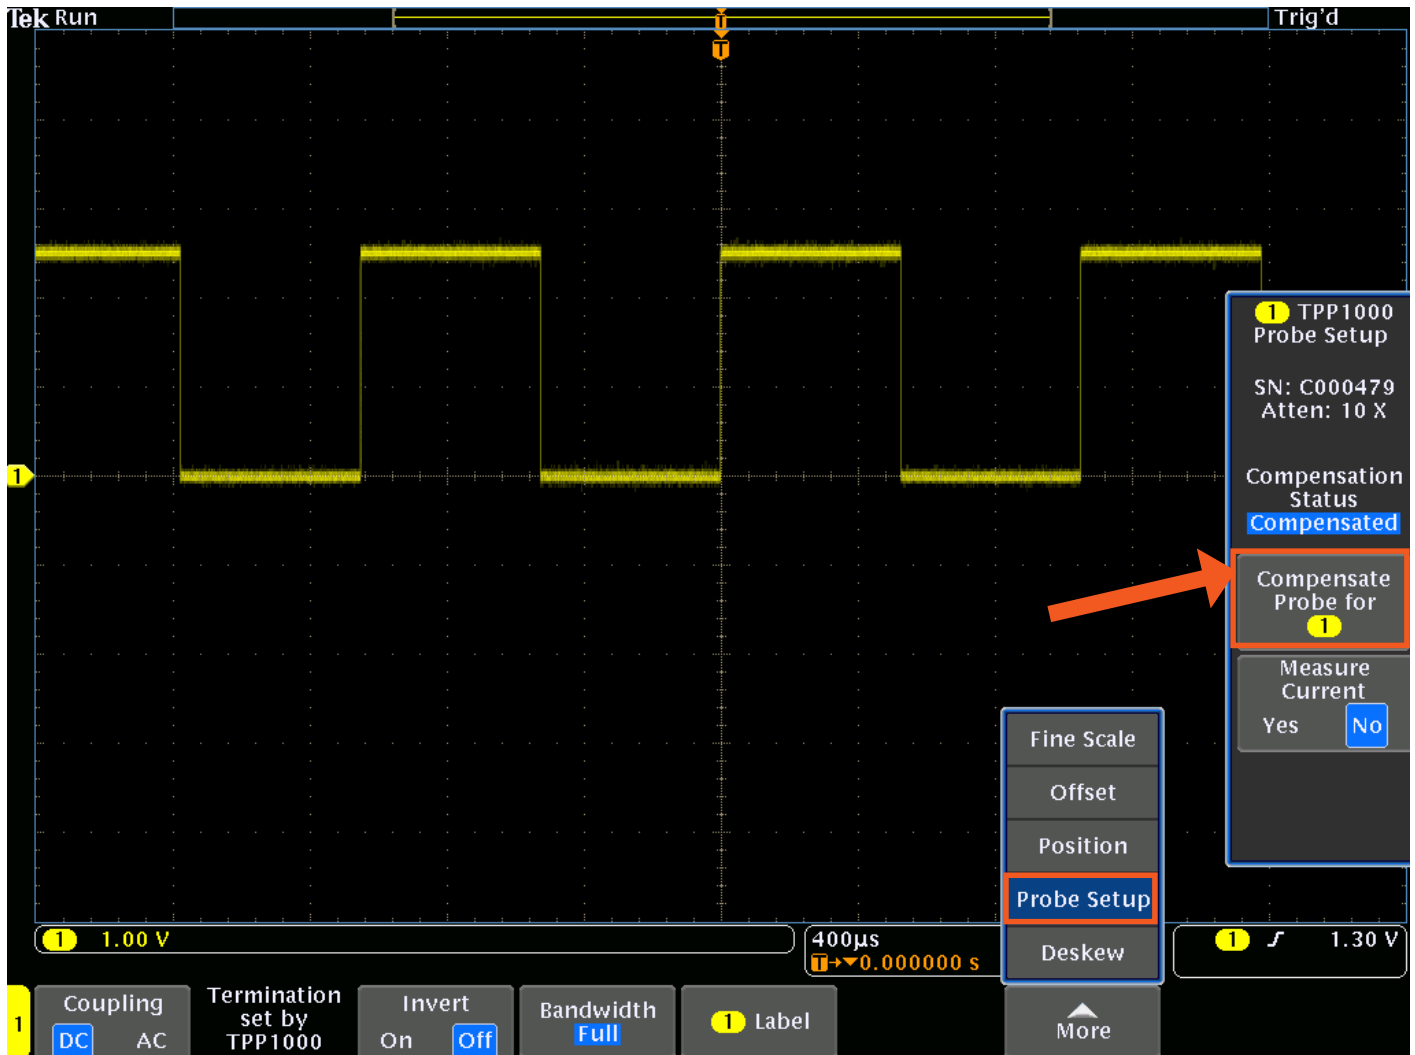 Tek Run
Trig'd
T
T
1
1 TPP1000
Probe Setup
SN: C000479
Atten: 10 X
Compensation
Status
Compensated
Compensate
Probe for
1
Measure
Current
Yes No
Fine Scale
Offset
Position
Probe Setup
Deskew
1 1.00 V
400µs
T→▼0.000000 s
1 1.30 V
1
Coupling
DC AC
Termination
set by
TPP1000
Invert
On Off
Bandwidth
Full
1 Label
More